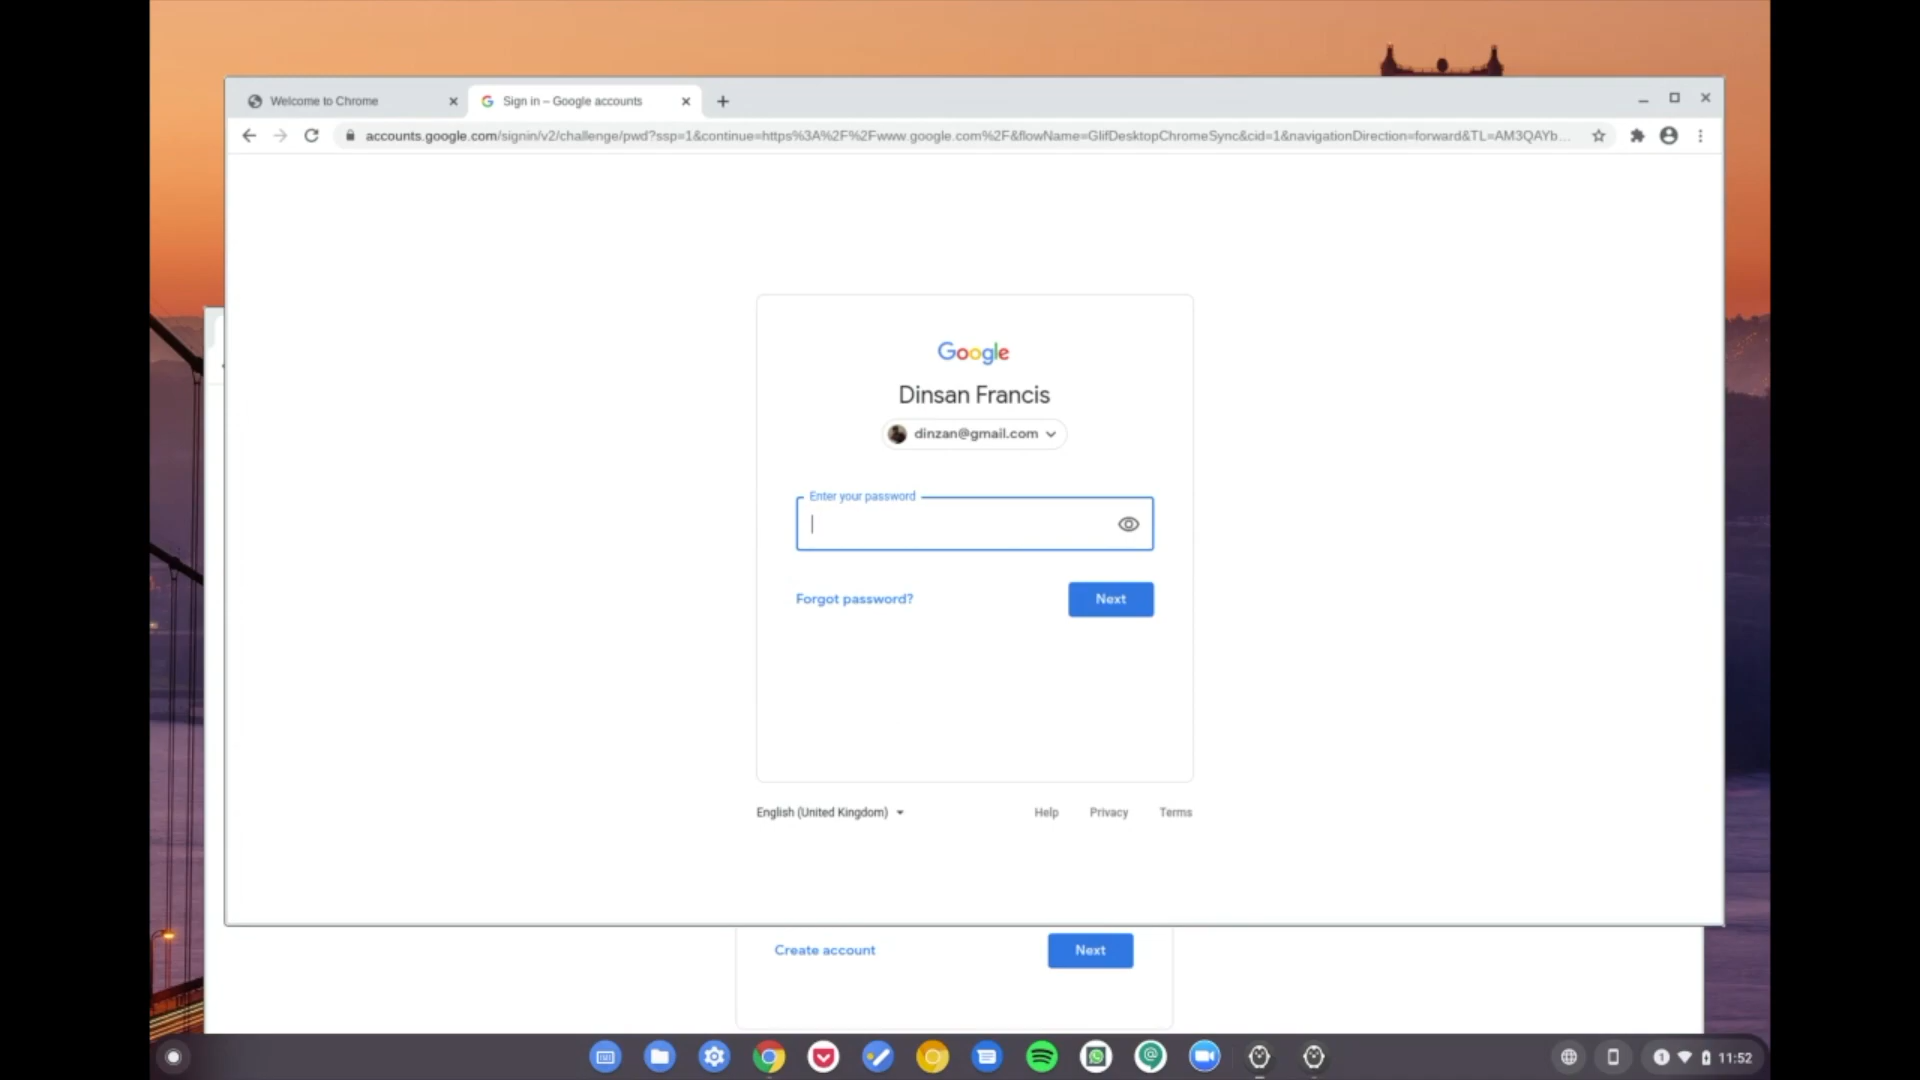 Welcome to Chrome
Sign in – Google accounts
accounts.google.com/signin/v2/challenge/pwd?ssp=1&continue=https%3A%2F%2Fwww.google.com%2F&flowName=GlifDesktopChromeSync&cid=1&navigationDirection=forward&TL=AM3QAYb...
Google
Dinsan Francis
dinzan@gmail.com
Enter your password
Forgot password?
Next
English (United Kingdom)
Help
Privacy
Terms
Create account
Next
1
11:52